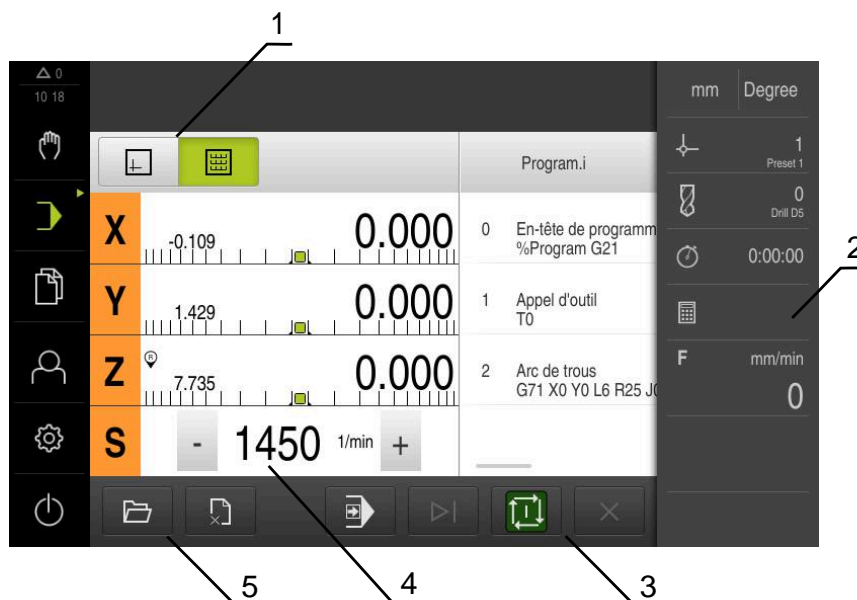 1
0
10 18
mm Degree
1
Preset 1
Program.i
0
Drill D5
X -0.109 0.000
0 En-tête de programm
%Program G21
0:00:00
2
Y 1.429 0.000
1 Appel d'outil
T0
F mm/min
0
Z R 7.735 0.000
2 Arc de trous
G71 X0 Y0 L6 R25 J
S - 1450 1/min +
I
5
4
3